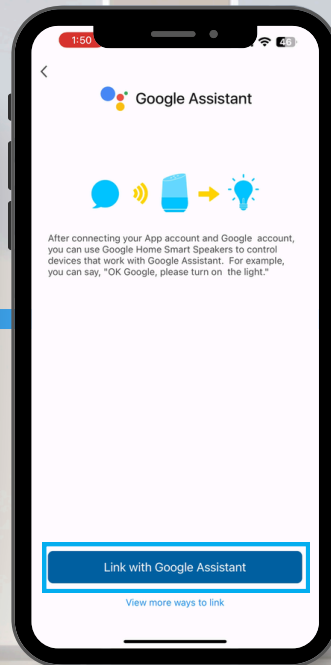 1:50
46
Google Assistant
After connecting your App account and Google account,
you can use Google Home Smart Speakers to control
devices that work with Google Assistant. For example,
you can say, "OK Google, please turn on the light."
Link with Google Assistant
View more ways to link